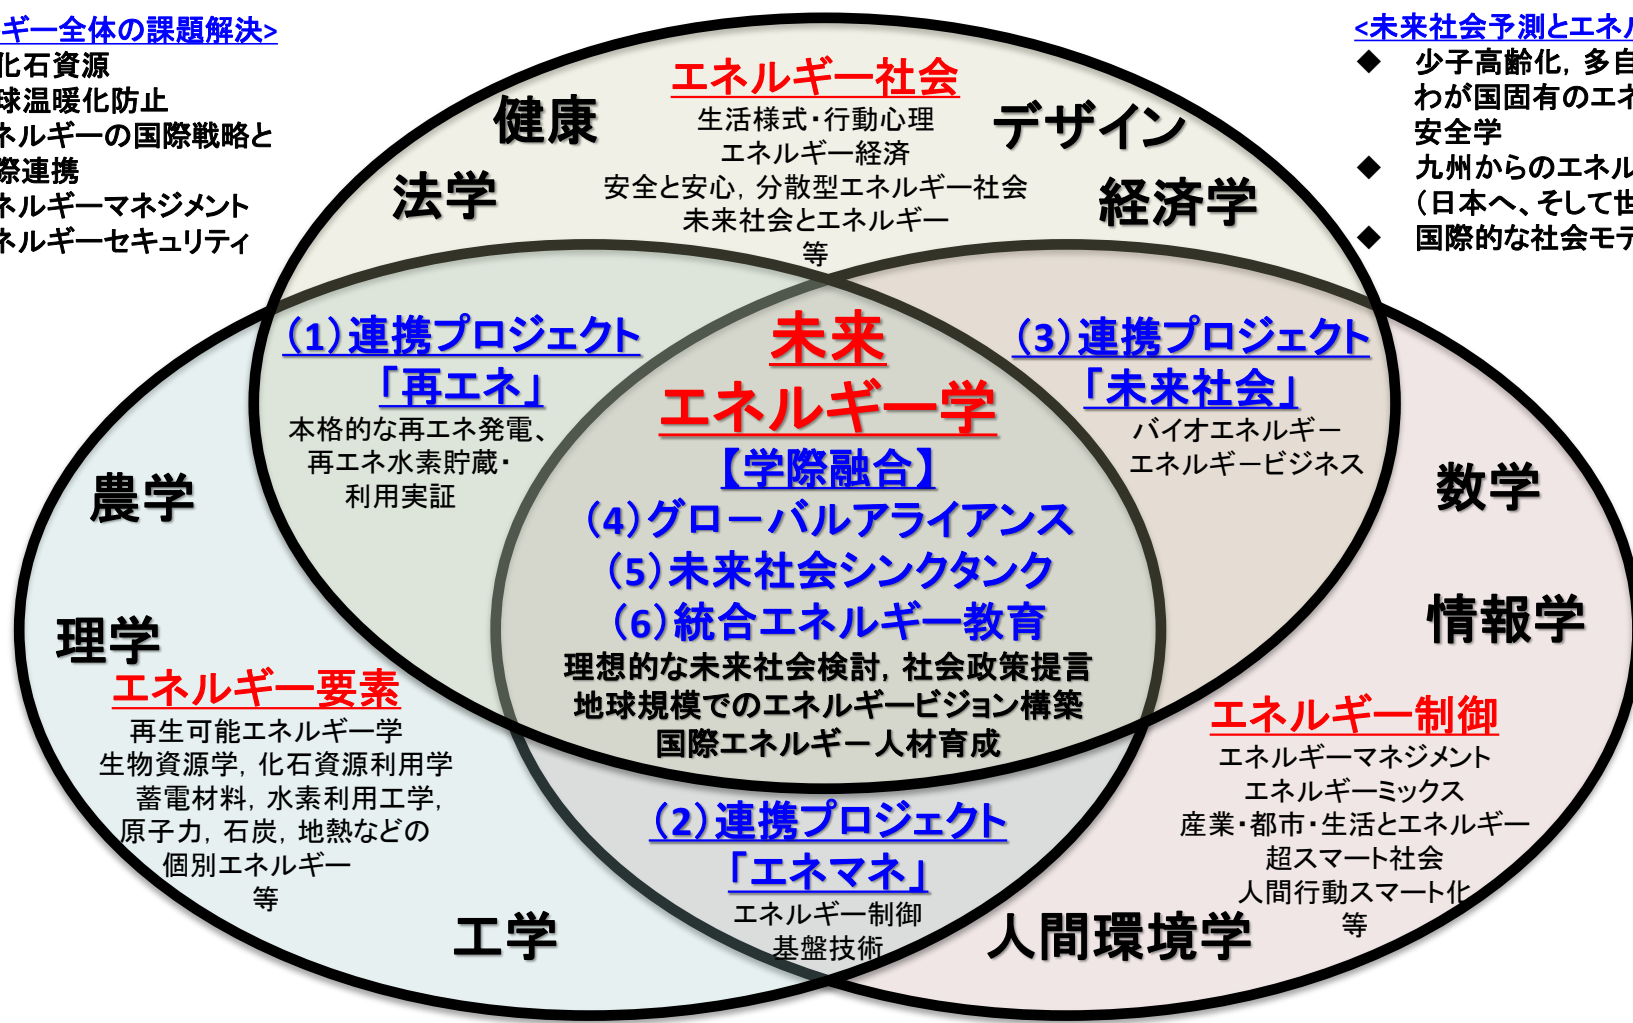 ギー全体の課題解決>
化石資源
球温暖化防止
ネルギーの国際戦略と
際連携
ネルギーマネジメント
ネルギーセキュリティ
<未来社会予測とエネル
◆ 少子高齢化, 多自
わが国固有のエネ
安全学
◆ 九州からのエネル
(日本へ、そして世
◆ 国際的な社会モデ
エネルギー社会
生活様式・行動心理
エネルギー経済
安全と安心, 分散型エネルギー社会
未来社会とエネルギー
等
健康
法学
デザイン
経済学
(1)連携プロジェクト
「再エネ」
本格的な再エネ発電、
再エネ水素貯蔵・
利用実証
未来
エネルギー学
【学際融合】
(4)グローバルアライアンス
(5)未来社会シンクタンク
(6)統合エネルギー教育
理想的な未来社会検討, 社会政策提言
地球規模でのエネルギービジョン構築
国際エネルギー人材育成
(3)連携プロジェクト
「未来社会」
バイオエネルギー
エネルギービジネス
農学
理学
エネルギー要素
再生可能エネルギー学
生物資源学, 化石資源利用学
蓄電材料, 水素利用工学,
原子力, 石炭, 地熱などの
個別エネルギー
等
工学
(2)連携プロジェクト
「エネマネ」
エネルギー制御
基盤技術
数学
情報学
エネルギー制御
エネルギーマネジメント
エネルギーミックス
産業・都市・生活とエネルギー
超スマート社会
人間行動スマート化
等
人間環境学